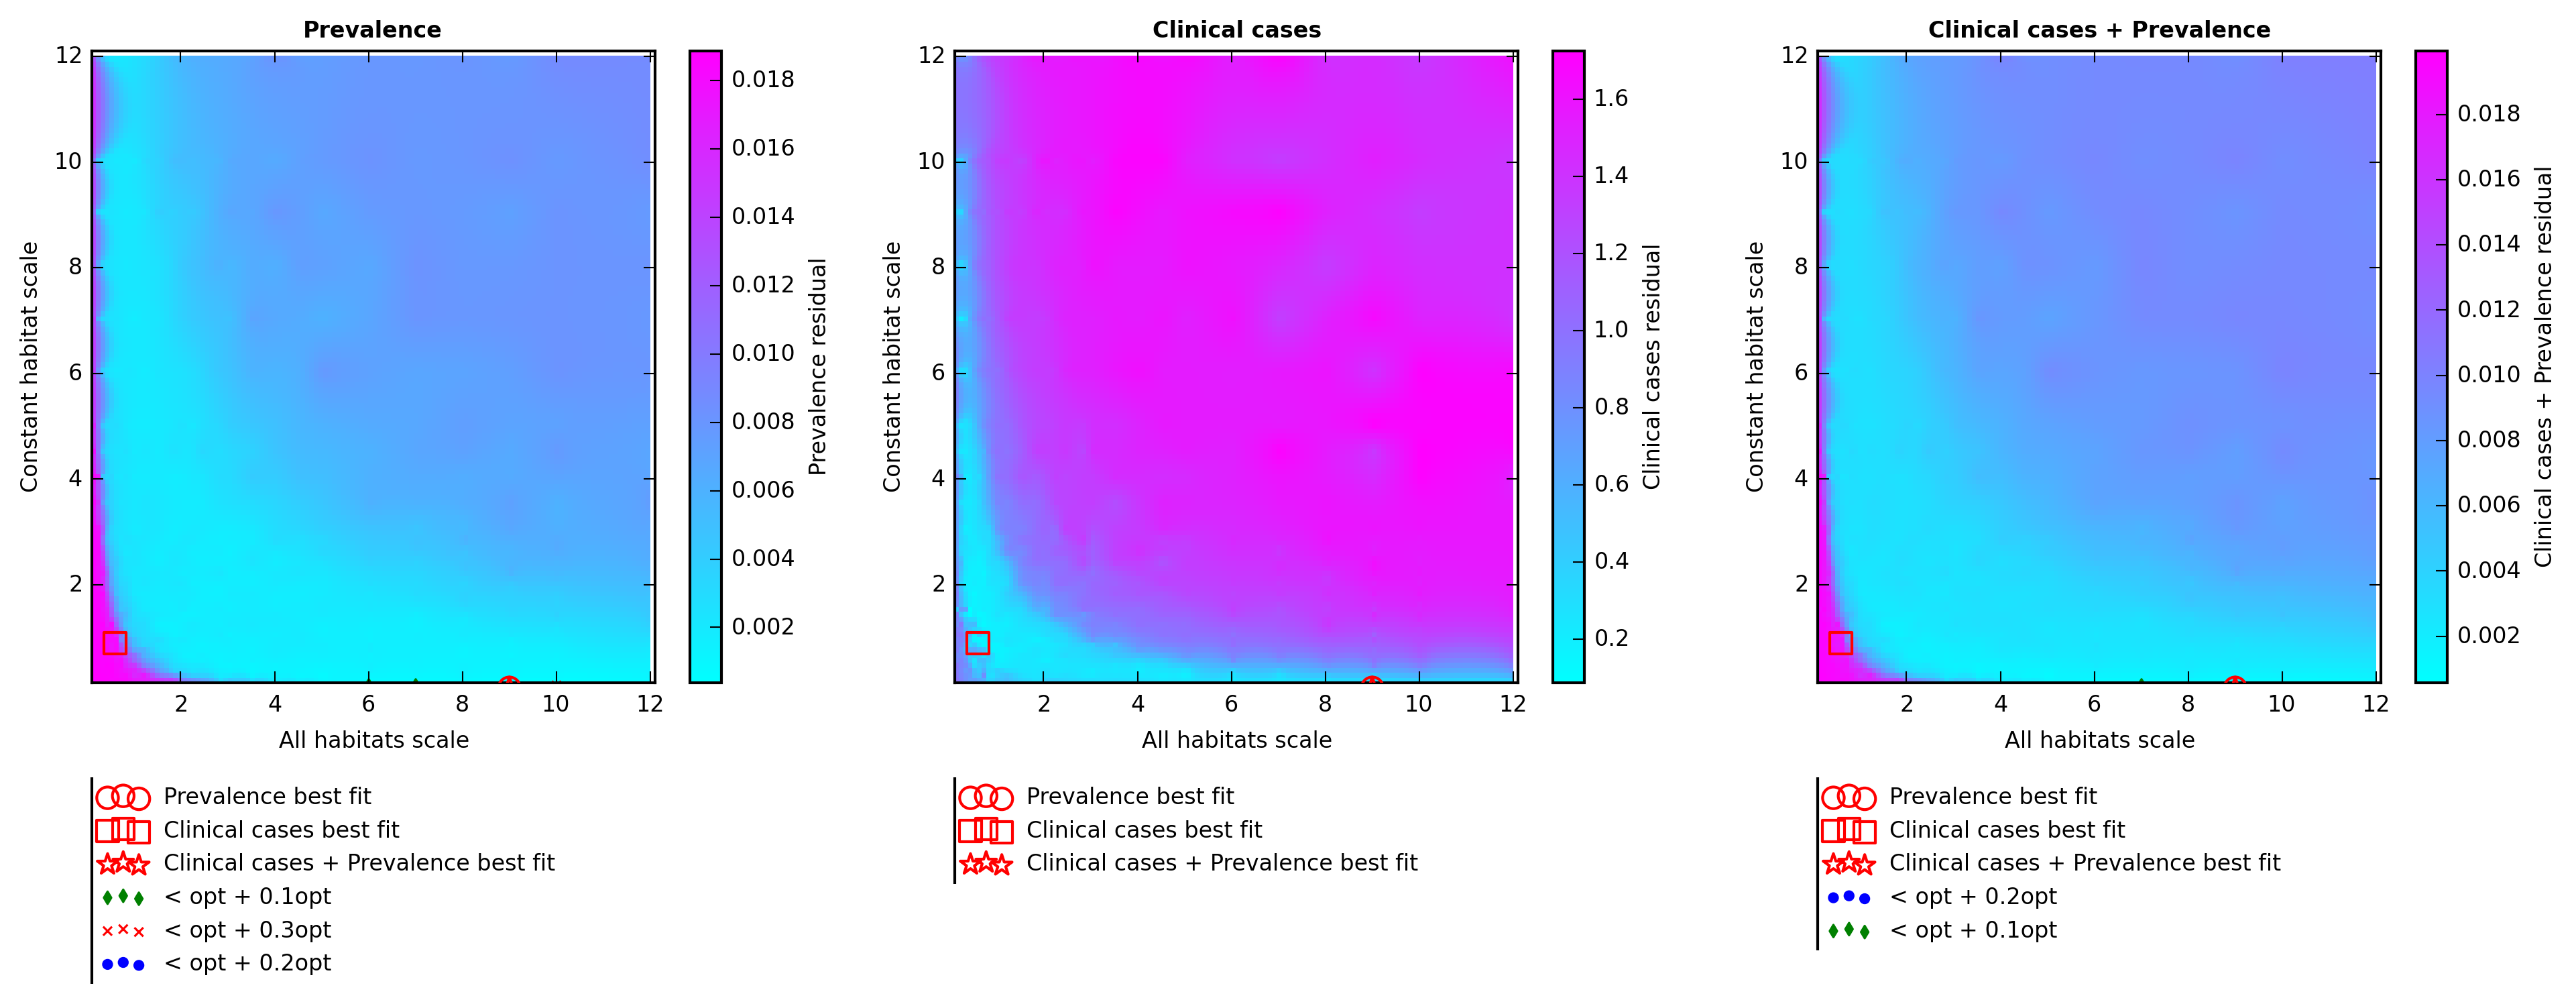 Prevalence
12
10
8
6
4
2
Constant habitat scale
2 4 6 8 10 12
All habitats scale
0.018
0.016
0.014
0.012
0.010
0.008
0.006
0.004
0.002
Prevalence residual
Prevalence best fit
Clinical cases best fit
Clinical cases + Prevalence best fit
< opt + 0.1opt
< opt + 0.3opt
< opt + 0.2opt
Clinical cases
12
10
8
6
4
2
Constant habitat scale
2 4 6 8 10 12
All habitats scale
1.6
1.4
1.2
1.0
0.8
0.6
0.4
0.2
Clinical cases residual
Prevalence best fit
Clinical cases best fit
Clinical cases + Prevalence best fit
Clinical cases + Prevalence
12
10
8
6
4
2
Constant habitat scale
2 4 6 8 10 12
All habitats scale
0.018
0.016
0.014
0.012
0.010
0.008
0.006
0.004
0.002
Clinical cases + Prevalence residual
Prevalence best fit
Clinical cases best fit
Clinical cases + Prevalence best fit
< opt + 0.2opt
< opt + 0.1opt